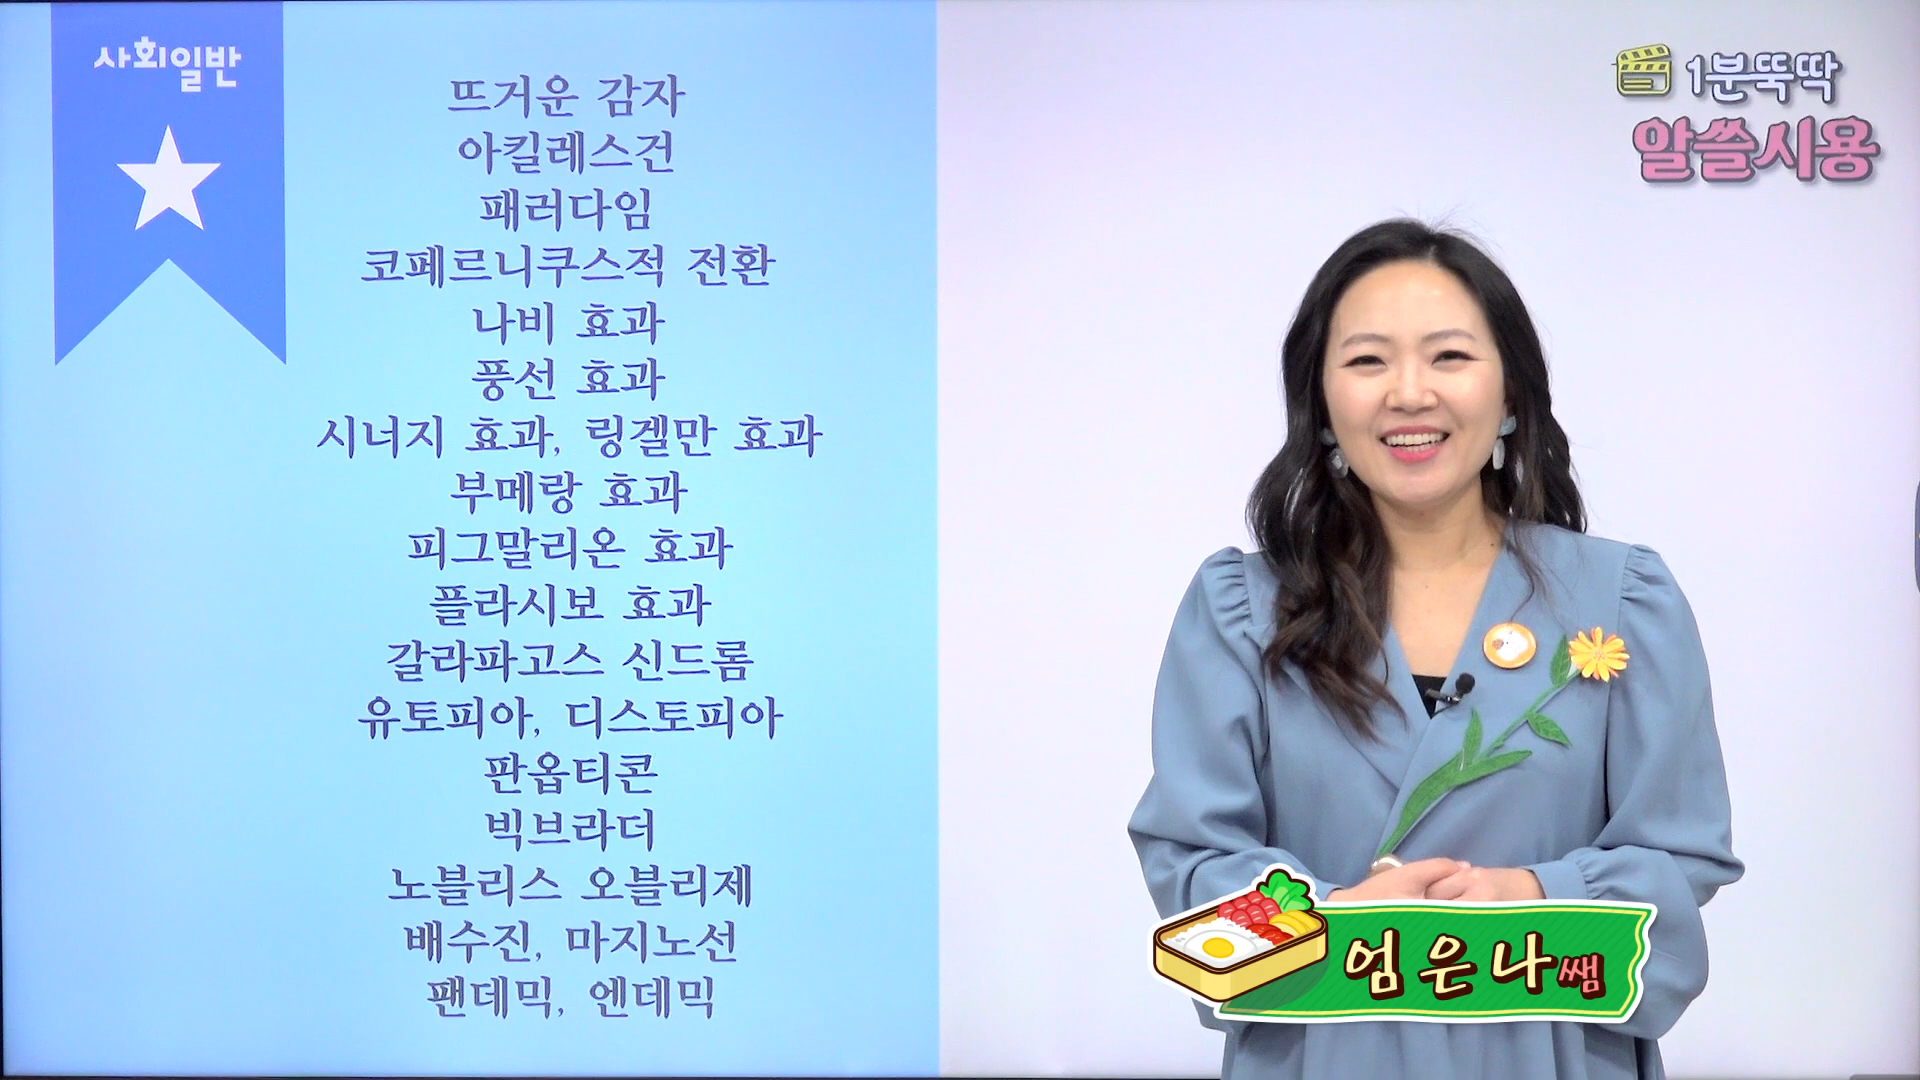 사회일반
뜨거운 감자
아킬레스건
패러다임
코페르니쿠스적 전환
나비 효과
풍선 효과
시너지 효과, 링겔만 효과
부메랑 효과
피그말리온 효과
플라시보 효과
갈라파고스 신드롬
유토피아, 디스토피아
판옵티콘
빅브라더
노블리스 오블리제
배수진, 마지노선
팬데믹, 엔데믹
1분뚝딱
알쓸시용
엄은나쌤